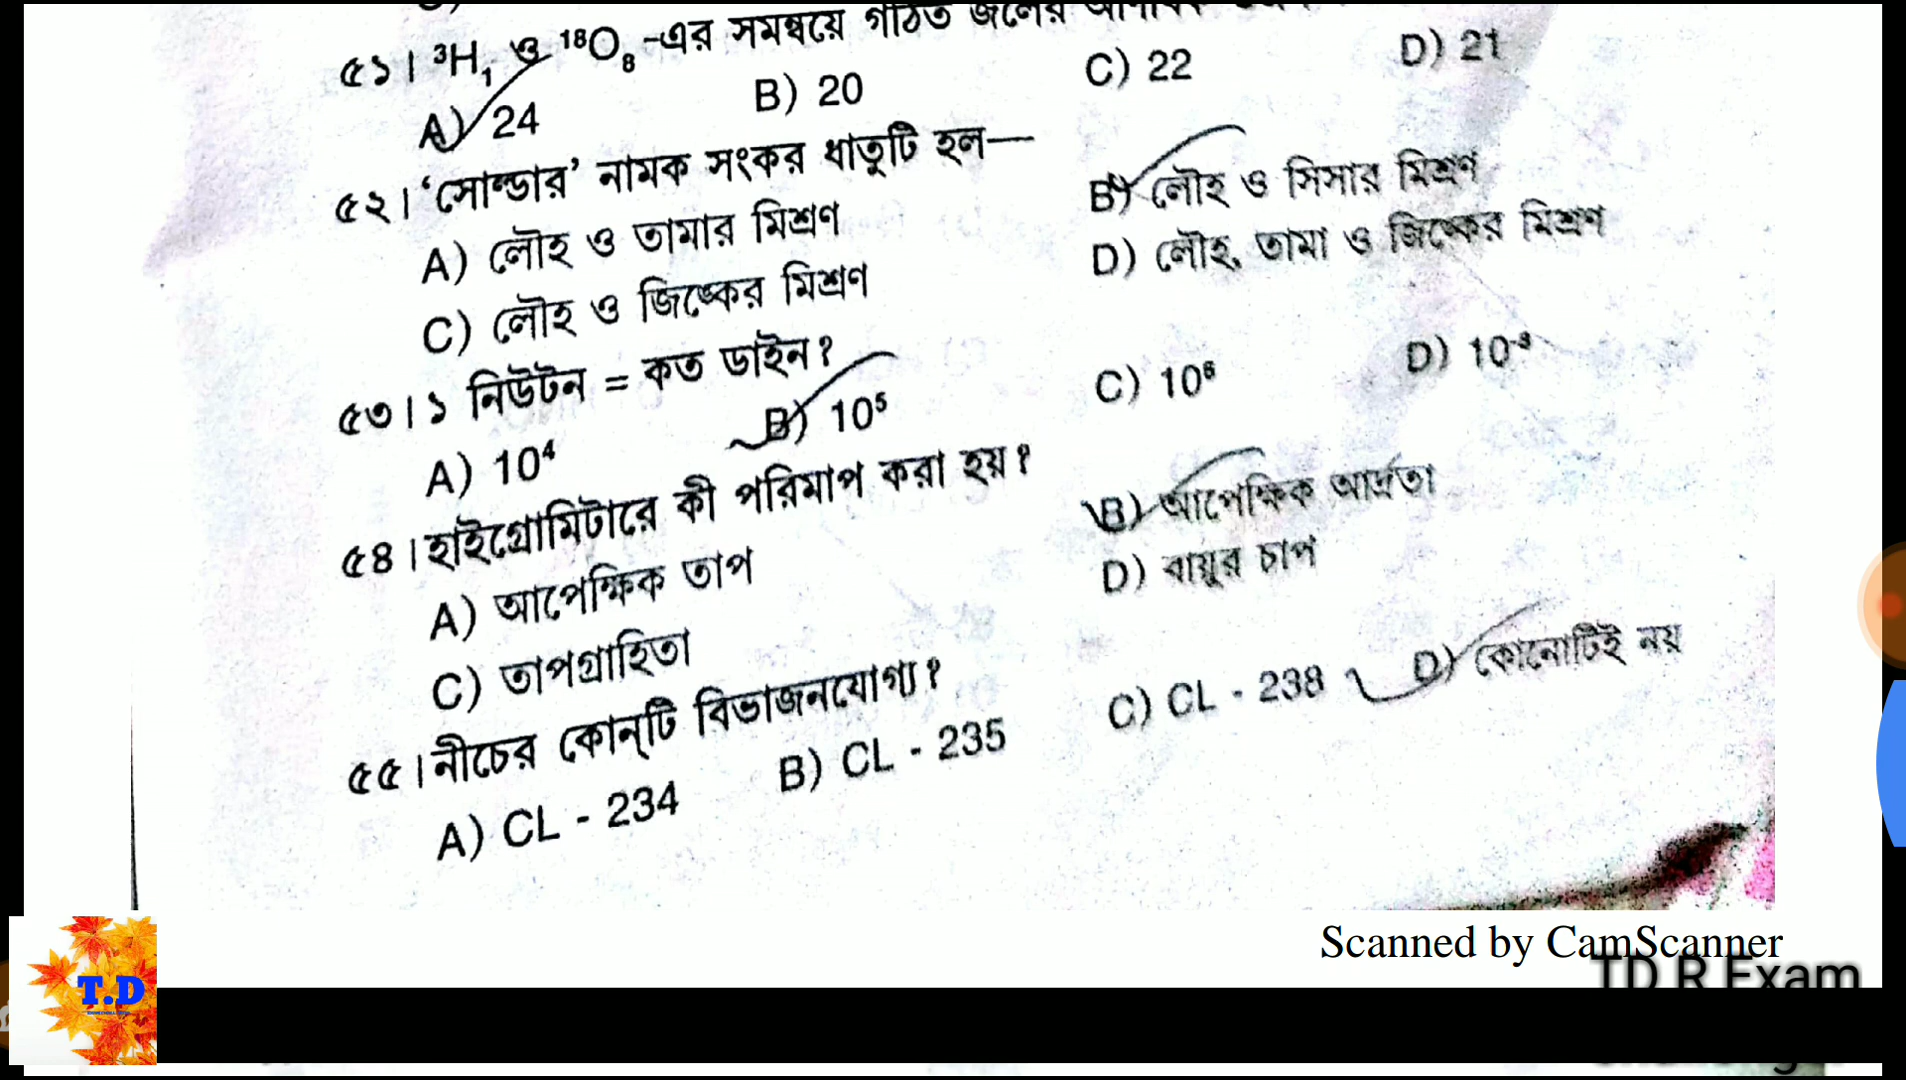 ৫১। ³H₁ ও ¹⁸O₈-এর সমন্বয়ে গঠিত জলের
A) 24 B) 20 C) 22 D) 21
৫২। ‘সোল্ডার’ নামক সংকর ধাতুটি হল—
A) লৌহ ও তামার মিশ্রণ B) লৌহ ও সিসার মিশ্রণ
C) লৌহ ও জিঙ্কের মিশ্রণ D) লৌহ, তামা ও জিঙ্কের মিশ্রণ
৫৩। ১ নিউটন = কত ডাইন?
A) 10⁴ B) 10⁵ C) 10⁶ D) 10⁻³
৫৪। হাইগ্রোমিটারে কী পরিমাপ করা হয়?
A) আপেক্ষিক তাপ B) আপেক্ষিক আর্দ্রতা
C) তাপগ্রাহিতা D) বায়ুর চাপ
৫৫। নীচের কোন্‌টি বিভাজনযোগ্য?
A) CL - 234 B) CL - 235 C) CL - 238 D) কোনোটিই নয়
Scanned by CamScanner
TD R Exam
T.D